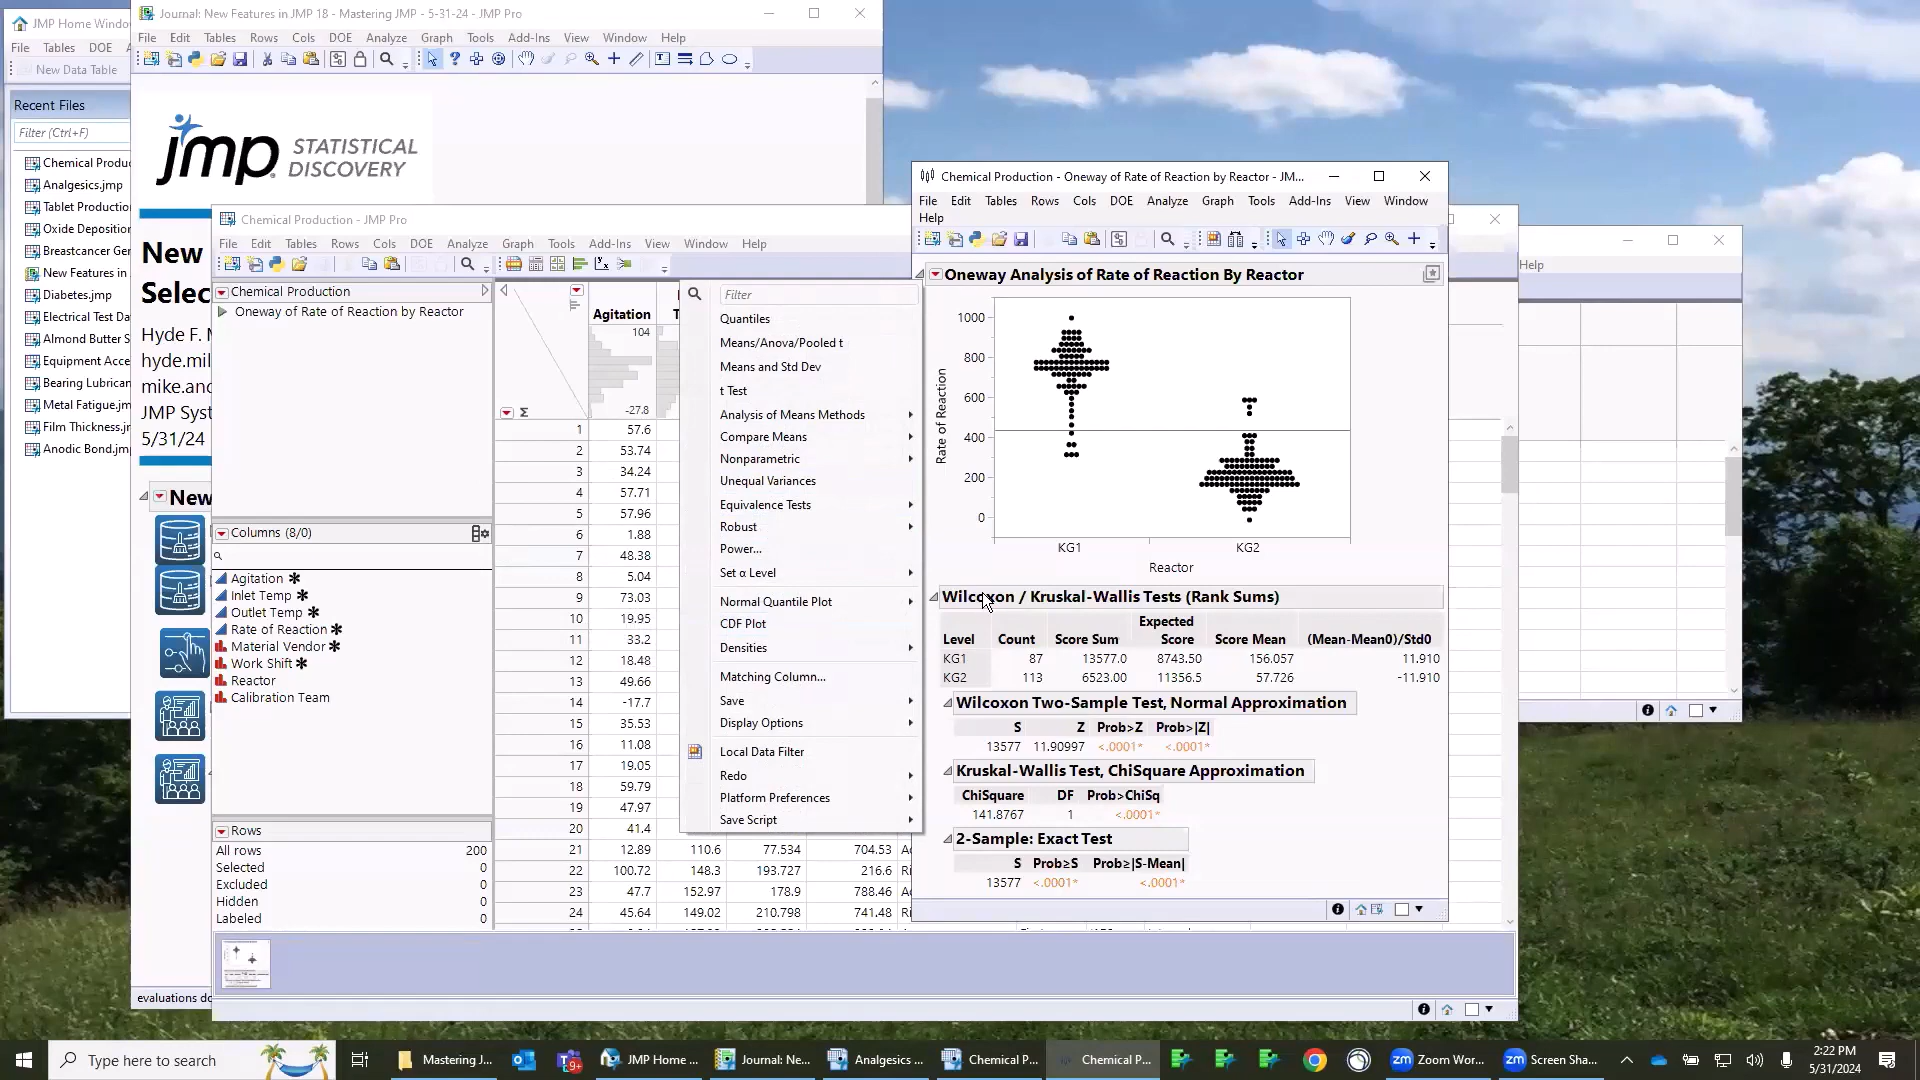 JMP Home Windo
File Tables DOE A
New Data Table
Recent Files
Filter (Ctrl+F)
Chemical Produc
Analgesics.jmp
Tablet Production
Oxide Deposition
Breastcancer Gen
New Features in
Diabetes.jmp
Electrical Test Da
Almond Butter S
Equipment Acce
Bearing Lubrican
Metal Fatigue.jm
Film Thickness.jm
Anodic Bond.jmp
Journal: New Features in JMP 18 - Mastering JMP - 5-31-24 - JMP Pro
File Edit Tables Rows Cols DOE Analyze Graph Tools Add-Ins View Window Help
jmp STATISTICAL DISCOVERY
New
Selec
Hyde F. M
hyde.mil
mike.and
JMP Syst
5/31/24
New
evaluations do
Chemical Production - JMP Pro
File Edit Tables Rows Cols DOE Analyze Graph Tools Add-Ins View Window Help
Chemical Production
Oneway of Rate of Reaction by Reactor
Columns (8/0)
Agitation
Inlet Temp
Outlet Temp
Rate of Reaction
Material Vendor
Work Shift
Reactor
Calibration Team
Rows
All rows 200
Selected 0
Excluded 0
Hidden 0
Labeled 0
Agitation
104
-27.8
1 57.6
2 53.74
3 34.24
4 57.71
5 57.96
6 1.88
7 48.38
8 5.04
9 73.03
10 19.95
11 33.2
12 18.48
13 49.66
14 -17.7
15 35.53
16 11.08
17 19.05
18 59.79
19 47.97
20 41.4
21 12.89 110.6 77.534 704.53
22 100.72 148.3 193.727 216.6 Ri
23 47.7 152.97 178.9 788.46
24 45.64 149.02 210.798 741.48 Ri
Filter
Quantiles
Means/Anova/Pooled t
Means and Std Dev
t Test
Analysis of Means Methods
Compare Means
Nonparametric
Unequal Variances
Equivalence Tests
Robust
Power...
Set α Level
Normal Quantile Plot
CDF Plot
Densities
Matching Column...
Save
Display Options
Local Data Filter
Redo
Platform Preferences
Save Script
Chemical Production - Oneway of Rate of Reaction by Reactor - JM...
File Edit Tables Rows Cols DOE Analyze Graph Tools Add-Ins View Window
Help
Oneway Analysis of Rate of Reaction By Reactor
Rate of Reaction
1000
800
600
400
200
0
KG1 KG2
Reactor
Wilcoxon / Kruskal-Wallis Tests (Rank Sums)
Expected
Level Count Score Sum Score Score Mean (Mean-Mean0)/Std0
KG1 87 13577.0 8743.50 156.057 11.910
KG2 113 6523.00 11356.5 57.726 -11.910
Wilcoxon Two-Sample Test, Normal Approximation
S Z Prob>Z Prob>|Z|
13577 11.90997 <.0001* <.0001*
Kruskal-Wallis Test, ChiSquare Approximation
ChiSquare DF Prob>ChiSq
141.8767 1 <.0001*
2-Sample: Exact Test
S Prob≥S Prob≥|S-Mean|
13577 <.0001* <.0001*
Help
Type here to search
Mastering J...
9+
JMP Home ...
Journal: Ne...
Analgesics ...
Chemical P...
Chemical P...
Zoom Wor...
Screen Sha...
2:22 PM
5/31/2024